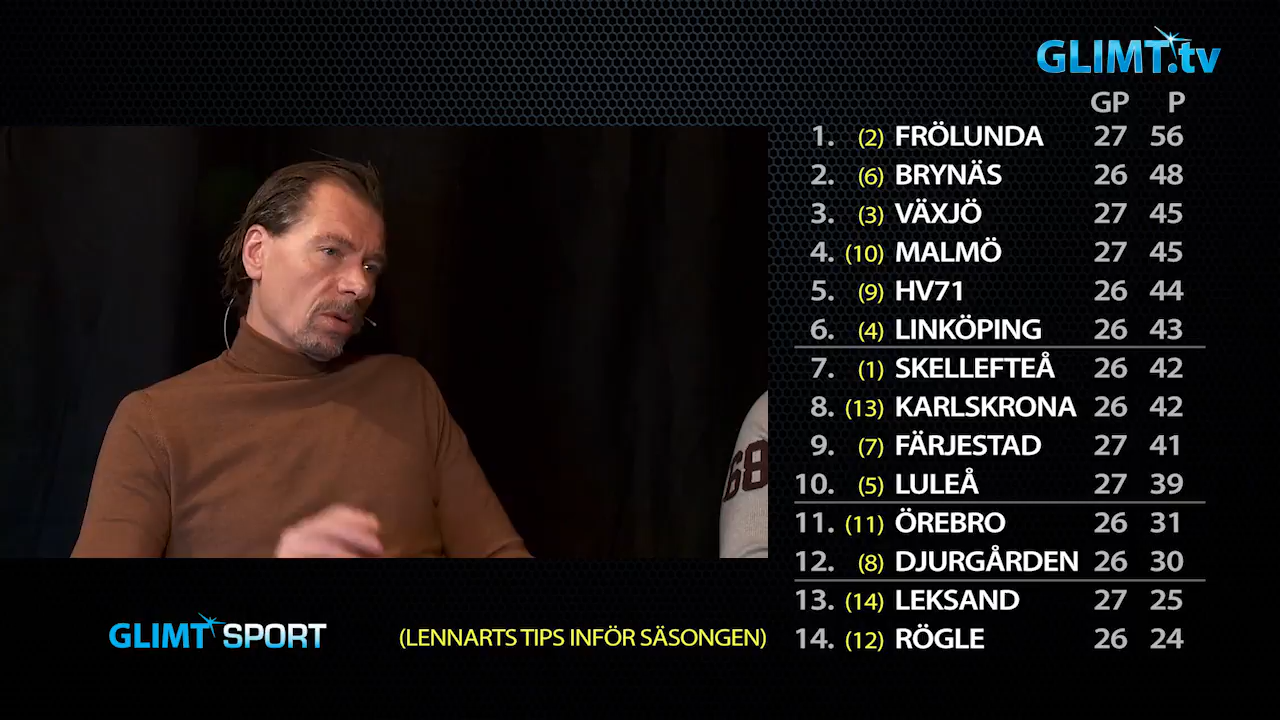 GLIMT.tv
GP P
1. (2) FRÖLUNDA 27 56
2. (6) BRYNÄS 26 48
3. (3) VÄXJÖ 27 45
4. (10) MALMÖ 27 45
5. (9) HV71 26 44
6. (4) LINKÖPING 26 43
7. (1) SKELLEFTEÅ 26 42
8. (13) KARLSKRONA 26 42
9. (7) FÄRJESTAD 27 41
10. (5) LULEÅ 27 39
11. (11) ÖREBRO 26 31
12. (8) DJURGÅRDEN 26 30
13. (14) LEKSAND 27 25
14. (12) RÖGLE 26 24
68
GLIMT SPORT
(LENNARTS TIPS INFÖR SÄSONGEN)